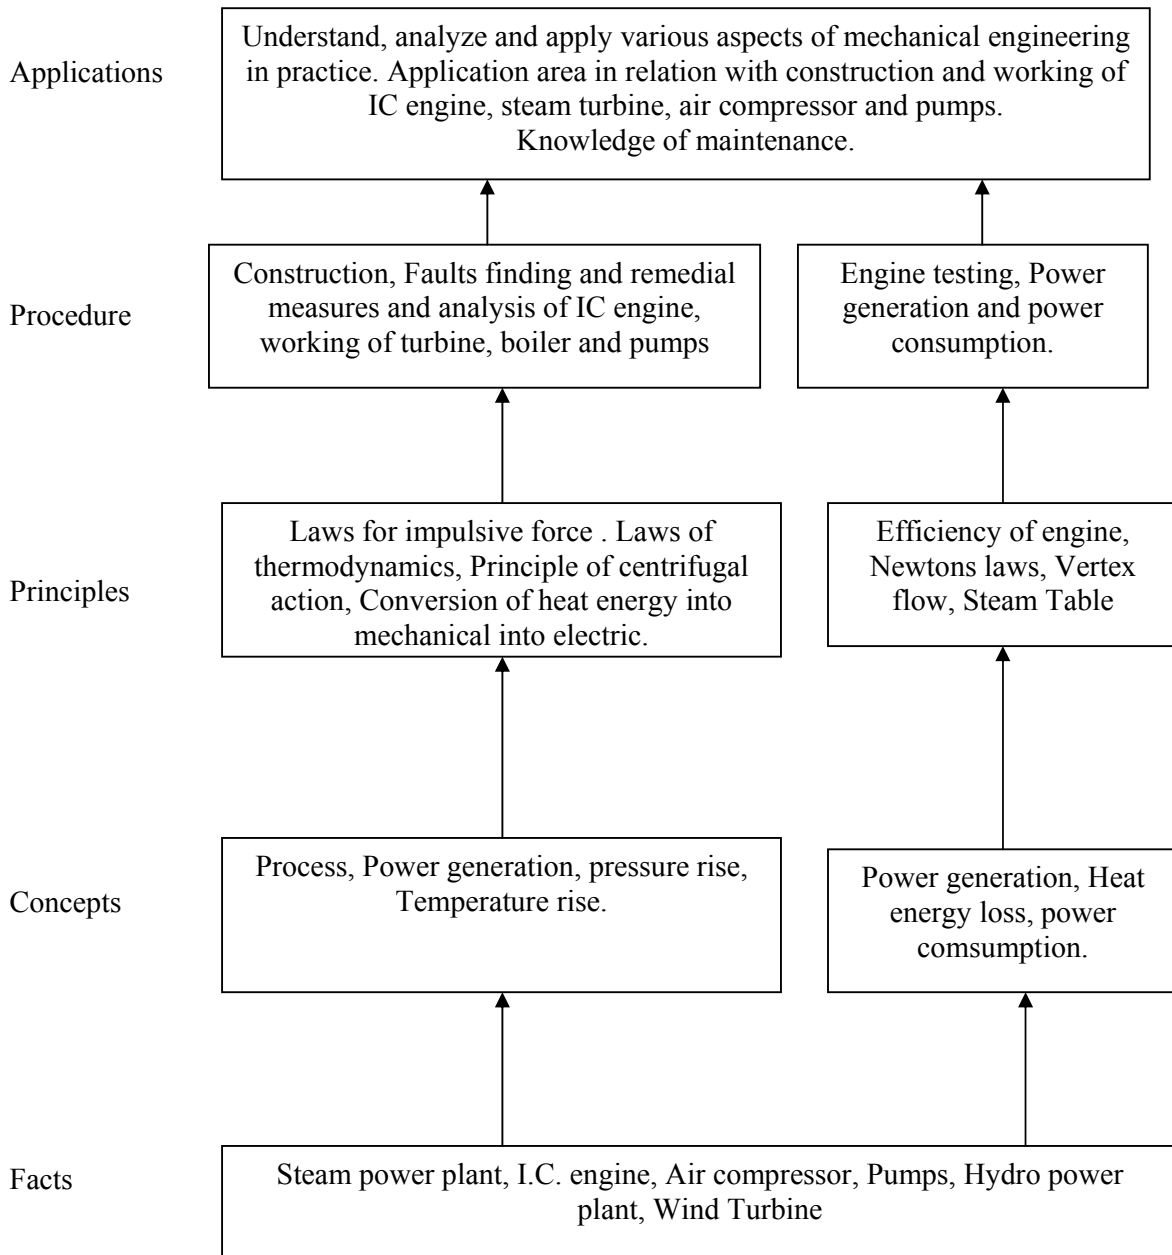 Applications
Understand, analyze and apply various aspects of mechanical engineering
in practice. Application area in relation with construction and working of
IC engine, steam turbine, air compressor and pumps.
Knowledge of maintenance.
Procedure
Construction, Faults finding and remedial
measures and analysis of IC engine,
working of turbine, boiler and pumps
Engine testing, Power
generation and power
consumption.
Principles
Laws for impulsive force . Laws of
thermodynamics, Principle of centrifugal
action, Conversion of heat energy into
mechanical into electric.
Efficiency of engine,
Newtons laws, Vertex
flow, Steam Table
Concepts
Process, Power generation, pressure rise,
Temperature rise.
Power generation, Heat
energy loss, power
comsumption.
Facts
Steam power plant, I.C. engine, Air compressor, Pumps, Hydro power
plant, Wind Turbine